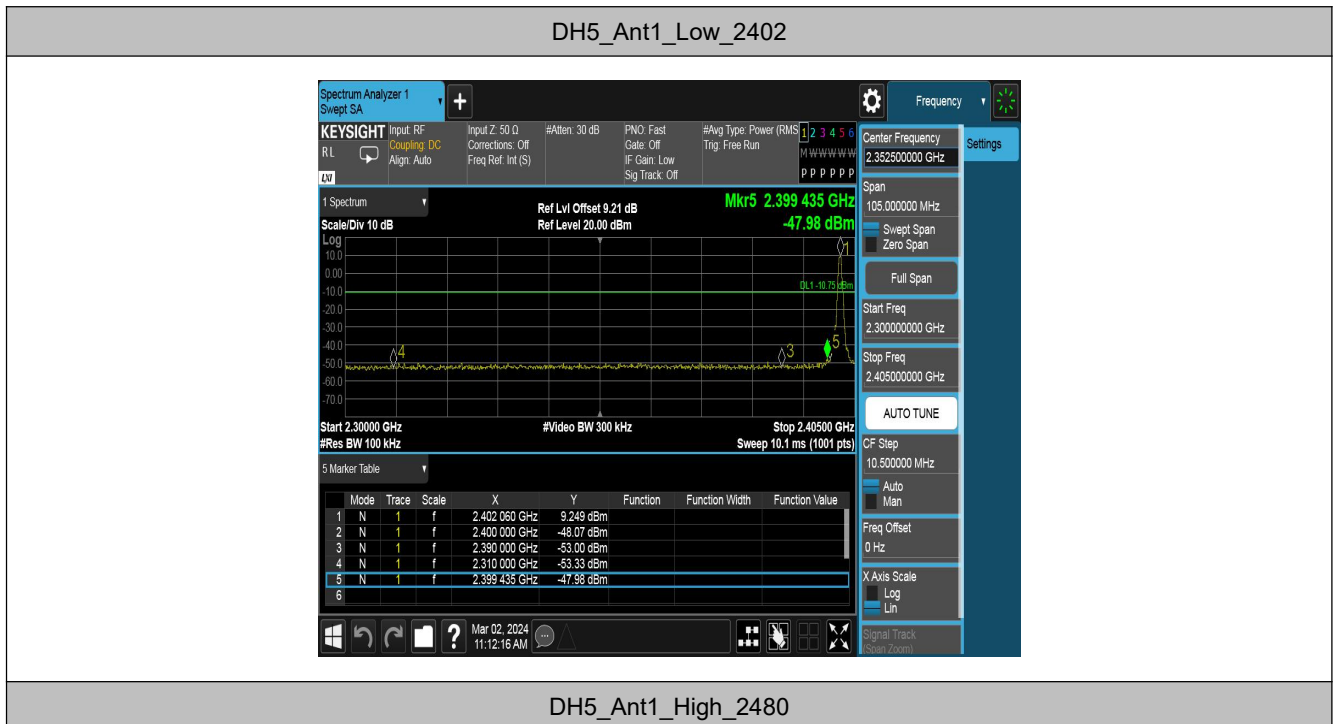 DH5_Ant1_Low_2402
Spectrum Analyzer 1
Swept SA
+
Frequency
KEYSIGHT
RL
LXI
Input: RF
Coupling: DC
Align: Auto
Input Z: 50 Ω
Corrections: Off
Freq Ref: Int (S)
#Atten: 30 dB
PNO: Fast
Gate: Off
IF Gain: Low
Sig Track: Off
#Avg Type: Power (RMS
Trig: Free Run
1 2 3 4 5 6
M W W W W W
P P P P P P
1 Spectrum
Scale/Div 10 dB
Ref Lvl Offset 9.21 dB
Ref Level 20.00 dBm
Mkr5 2.399 435 GHz
-47.98 dBm
Log
10.0
0.00
-10.0
-20.0
-30.0
-40.0
-50.0
-60.0
-70.0
DL1 -10.75 dBm
1
4
3
5
Start 2.30000 GHz
#Res BW 100 kHz
#Video BW 300 kHz
Stop 2.40500 GHz
Sweep 10.1 ms (1001 pts)
5 Marker Table
Mode Trace Scale X Y Function Function Width Function Value
1 N 1 f 2.402 060 GHz 9.249 dBm
2 N 1 f 2.400 000 GHz -48.07 dBm
3 N 1 f 2.390 000 GHz -53.00 dBm
4 N 1 f 2.310 000 GHz -53.33 dBm
5 N 1 f 2.399 435 GHz -47.98 dBm
6
?
Mar 02, 2024
11:12:16 AM
Center Frequency
2.352500000 GHz
Settings
Span
105.000000 MHz
Swept Span
Zero Span
Full Span
Start Freq
2.300000000 GHz
Stop Freq
2.405000000 GHz
AUTO TUNE
CF Step
10.500000 MHz
Auto
Man
Freq Offset
0 Hz
X Axis Scale
Log
Lin
Signal Track
(Span Zoom)
DH5_Ant1_High_2480